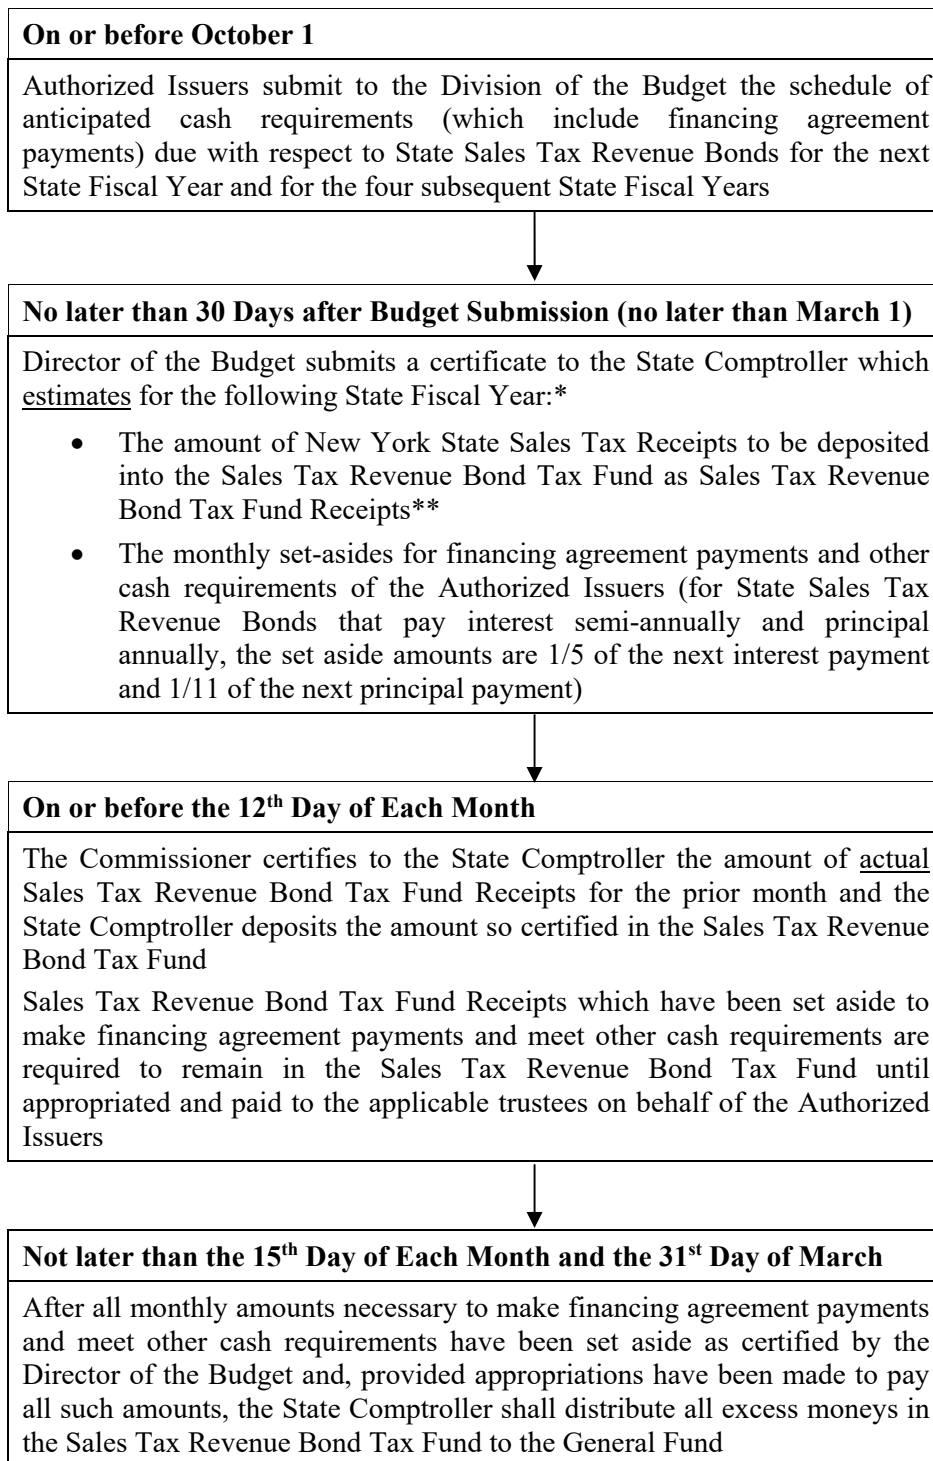 On or before October 1
Authorized Issuers submit to the Division of the Budget the schedule of
anticipated cash requirements (which include financing agreement
payments) due with respect to State Sales Tax Revenue Bonds for the next
State Fiscal Year and for the four subsequent State Fiscal Years
No later than 30 Days after Budget Submission (no later than March 1)
Director of the Budget submits a certificate to the State Comptroller which
estimates for the following State Fiscal Year:*
• The amount of New York State Sales Tax Receipts to be deposited
into the Sales Tax Revenue Bond Tax Fund as Sales Tax Revenue
Bond Tax Fund Receipts**
• The monthly set-asides for financing agreement payments and other
cash requirements of the Authorized Issuers (for State Sales Tax
Revenue Bonds that pay interest semi-annually and principal
annually, the set aside amounts are 1/5 of the next interest payment
and 1/11 of the next principal payment)
On or before the 12th Day of Each Month
The Commissioner certifies to the State Comptroller the amount of actual
Sales Tax Revenue Bond Tax Fund Receipts for the prior month and the
State Comptroller deposits the amount so certified in the Sales Tax Revenue
Bond Tax Fund
Sales Tax Revenue Bond Tax Fund Receipts which have been set aside to
make financing agreement payments and meet other cash requirements are
required to remain in the Sales Tax Revenue Bond Tax Fund until
appropriated and paid to the applicable trustees on behalf of the Authorized
Issuers
Not later than the 15th Day of Each Month and the 31st Day of March
After all monthly amounts necessary to make financing agreement payments
and meet other cash requirements have been set aside as certified by the
Director of the Budget and, provided appropriations have been made to pay
all such amounts, the State Comptroller shall distribute all excess moneys in
the Sales Tax Revenue Bond Tax Fund to the General Fund